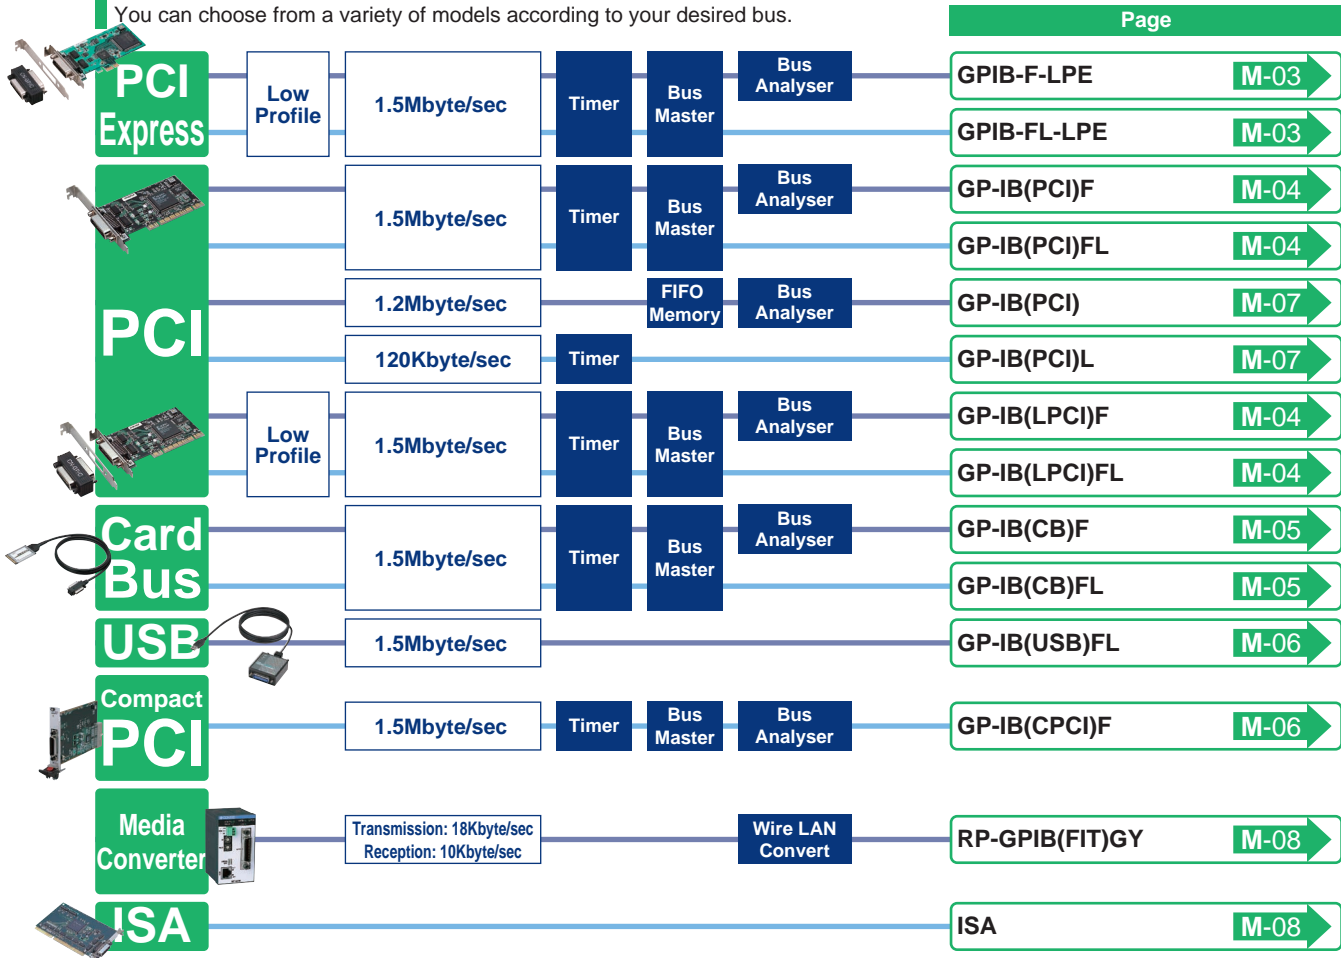 You can choose from a variety of models according to your desired bus.
Page
PCI
Express
Low
Profile
1.5Mbyte/sec
Timer
Bus
Master
Bus
Analyser
GPIB-F-LPE
M-03
GPIB-FL-LPE
M-03
PCI
1.5Mbyte/sec
Timer
Bus
Master
Bus
Analyser
GP-IB(PCI)F
M-04
GP-IB(PCI)FL
M-04
1.2Mbyte/sec
FIFO
Memory
Bus
Analyser
GP-IB(PCI)
M-07
120Kbyte/sec
Timer
GP-IB(PCI)L
M-07
Low
Profile
1.5Mbyte/sec
Timer
Bus
Master
Bus
Analyser
GP-IB(LPCI)F
M-04
GP-IB(LPCI)FL
M-04
Card
Bus
1.5Mbyte/sec
Timer
Bus
Master
Bus
Analyser
GP-IB(CB)F
M-05
GP-IB(CB)FL
M-05
USB
1.5Mbyte/sec
GP-IB(USB)FL
M-06
Compact
PCI
1.5Mbyte/sec
Timer
Bus
Master
Bus
Analyser
GP-IB(CPCI)F
M-06
Media
Converter
Transmission: 18Kbyte/sec
Reception: 10Kbyte/sec
Wire LAN
Convert
RP-GPIB(FIT)GY
M-08
ISA
ISA
M-08